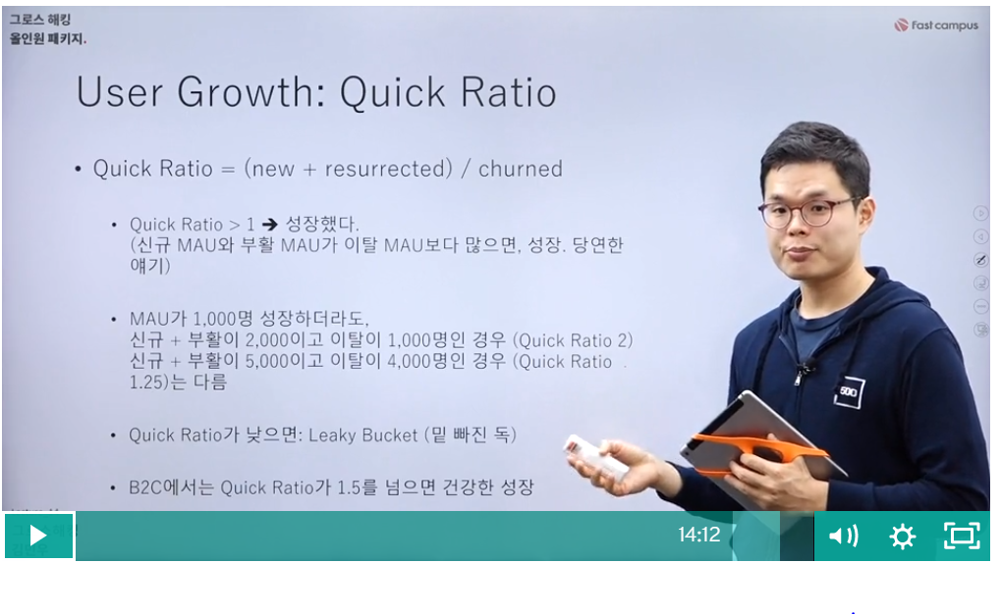 그로스 해킹
올인원 패키지.
Fast campus
User Growth: Quick Ratio
• Quick Ratio = (new + resurrected) / churned
• Quick Ratio > 1 ➔ 성장했다.
(신규 MAU와 부활 MAU가 이탈 MAU보다 많으면, 성장. 당연한
얘기)
• MAU가 1,000명 성장하더라도,
신규 + 부활이 2,000이고 이탈이 1,000명인 경우 (Quick Ratio 2)
신규 + 부활이 5,000이고 이탈이 4,000명인 경우 (Quick Ratio
1.25)는 다름
• Quick Ratio가 낮으면: Leaky Bucket (밑 빠진 독)
• B2C에서는 Quick Ratio가 1.5를 넘으면 건강한 성장
500
14:12